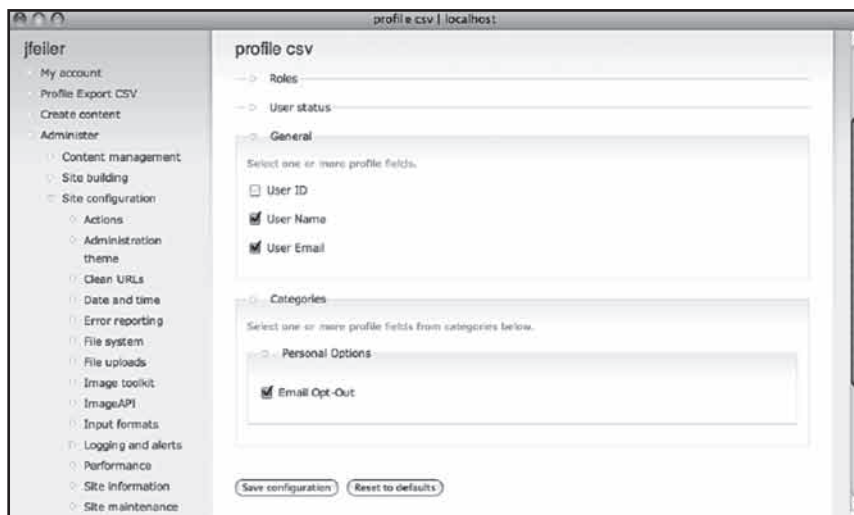 profile csv | localhost
jfeiler
My account
Profile Export CSV
Create content
Administer
Content management
Site building
Site configuration
Actions
Administration
theme
Clean URLs
Date and time
Error reporting
File system
File uploads
Image toolkit
ImageAPI
Input formats
Logging and alerts
Performance
Site information
Site maintenance
profile csv
Roles
User status
General
Select one or more profile fields.
User ID
User Name
User Email
Categories
Select one or more profile fields from categories below.
Personal Options
Email Opt-Out
Save configuration
Reset to defaults